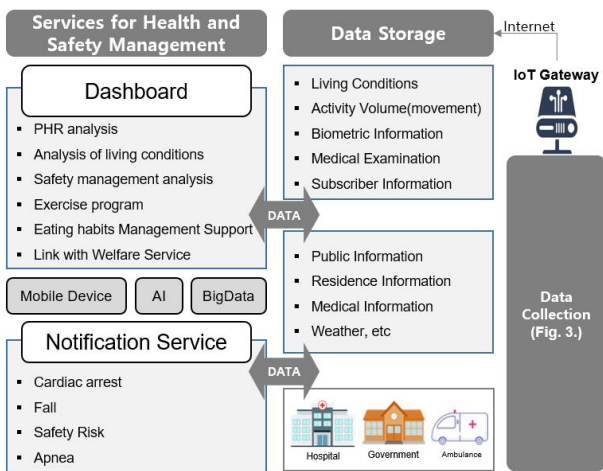 Services for Health and
Safety Management
Dashboard
▪ PHR analysis
▪ Analysis of living conditions
▪ Safety management analysis
▪ Exercise program
▪ Eating habits Management Support
▪ Link with Welfare Service
Mobile Device
AI
BigData
Notification Service
▪ Cardiac arrest
▪ Fall
▪ Safety Risk
▪ Apnea
DATA
DATA
Data Storage
▪ Living Conditions
▪ Activity Volume(movement)
▪ Biometric Information
▪ Medical Examination
▪ Subscriber Information
▪ Public Information
▪ Residence Information
▪ Medical Information
▪ Weather, etc
Hospital
Government
Ambulance
Internet
IoT Gateway
Data
Collection
(Fig. 3.)